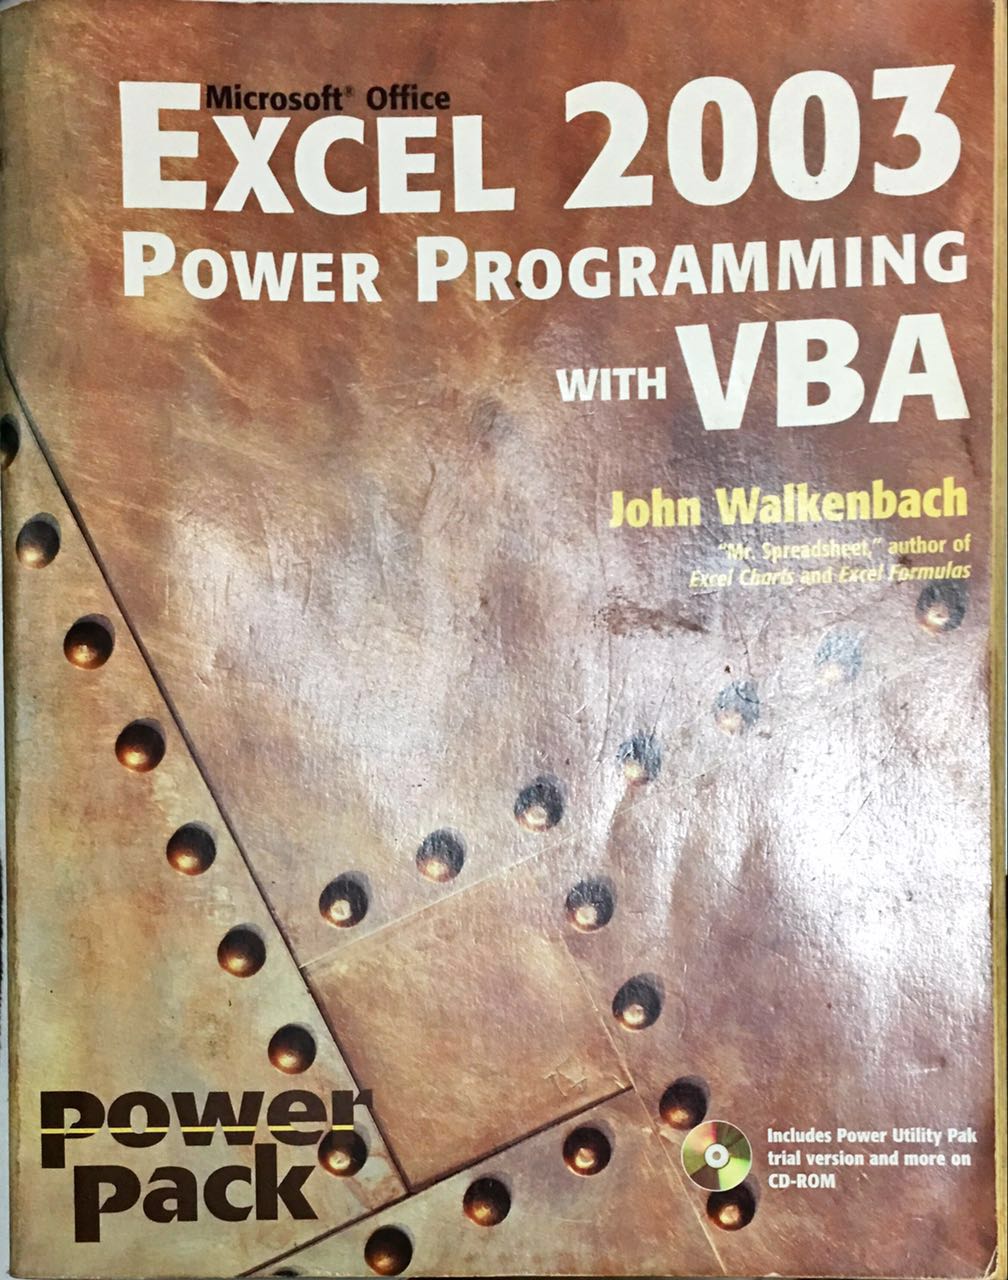 Microsoft® Office
EXCEL 2003
POWER PROGRAMMING
WITH VBA
John Walkenbach
"Mr. Spreadsheet," author of
Excel Charts and Excel Formulas
power
pack
Includes Power Utility Pak
trial version and more on
CD-ROM